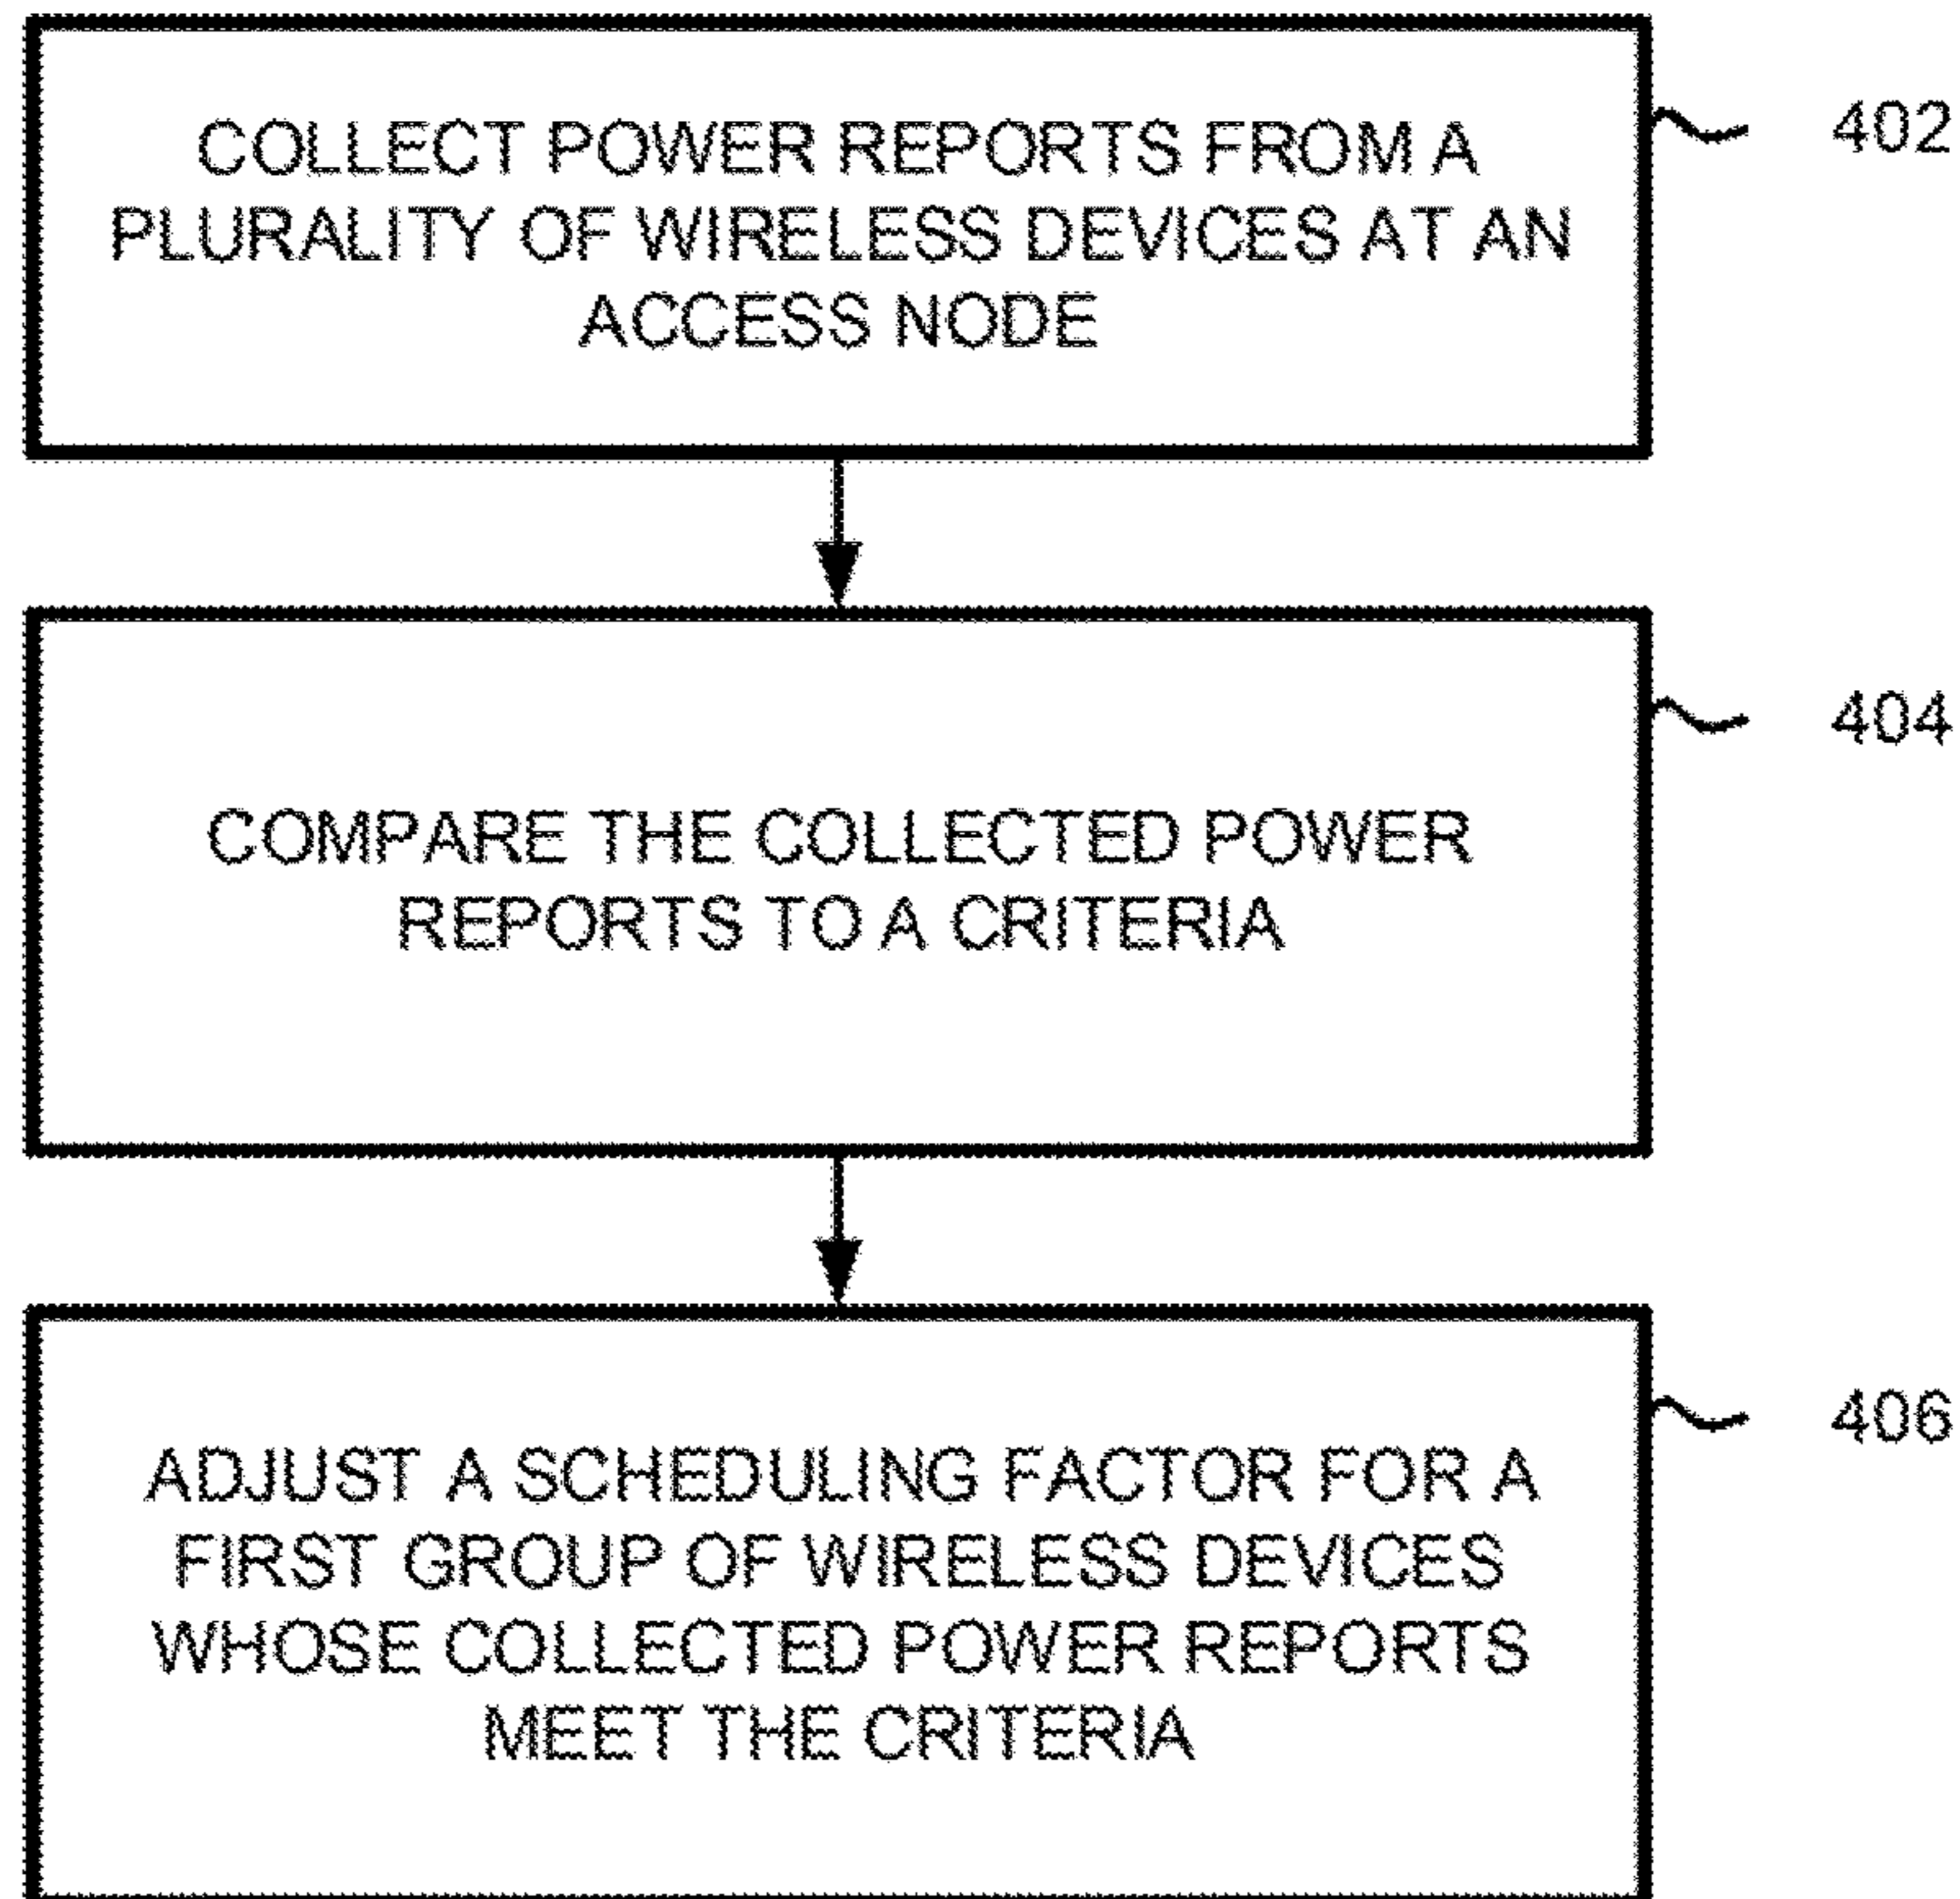 COLLECT POWER REPORTS FROM A
PLURALITY OF WIRELESS DEVICES AT AN
ACCESS NODE
402
COMPARE THE COLLECTED POWER
REPORTS TO A CRITERIA
404
ADJUST A SCHEDULING FACTOR FOR A
FIRST GROUP OF WIRELESS DEVICES
WHOSE COLLECTED POWER REPORTS
MEET THE CRITERIA
406